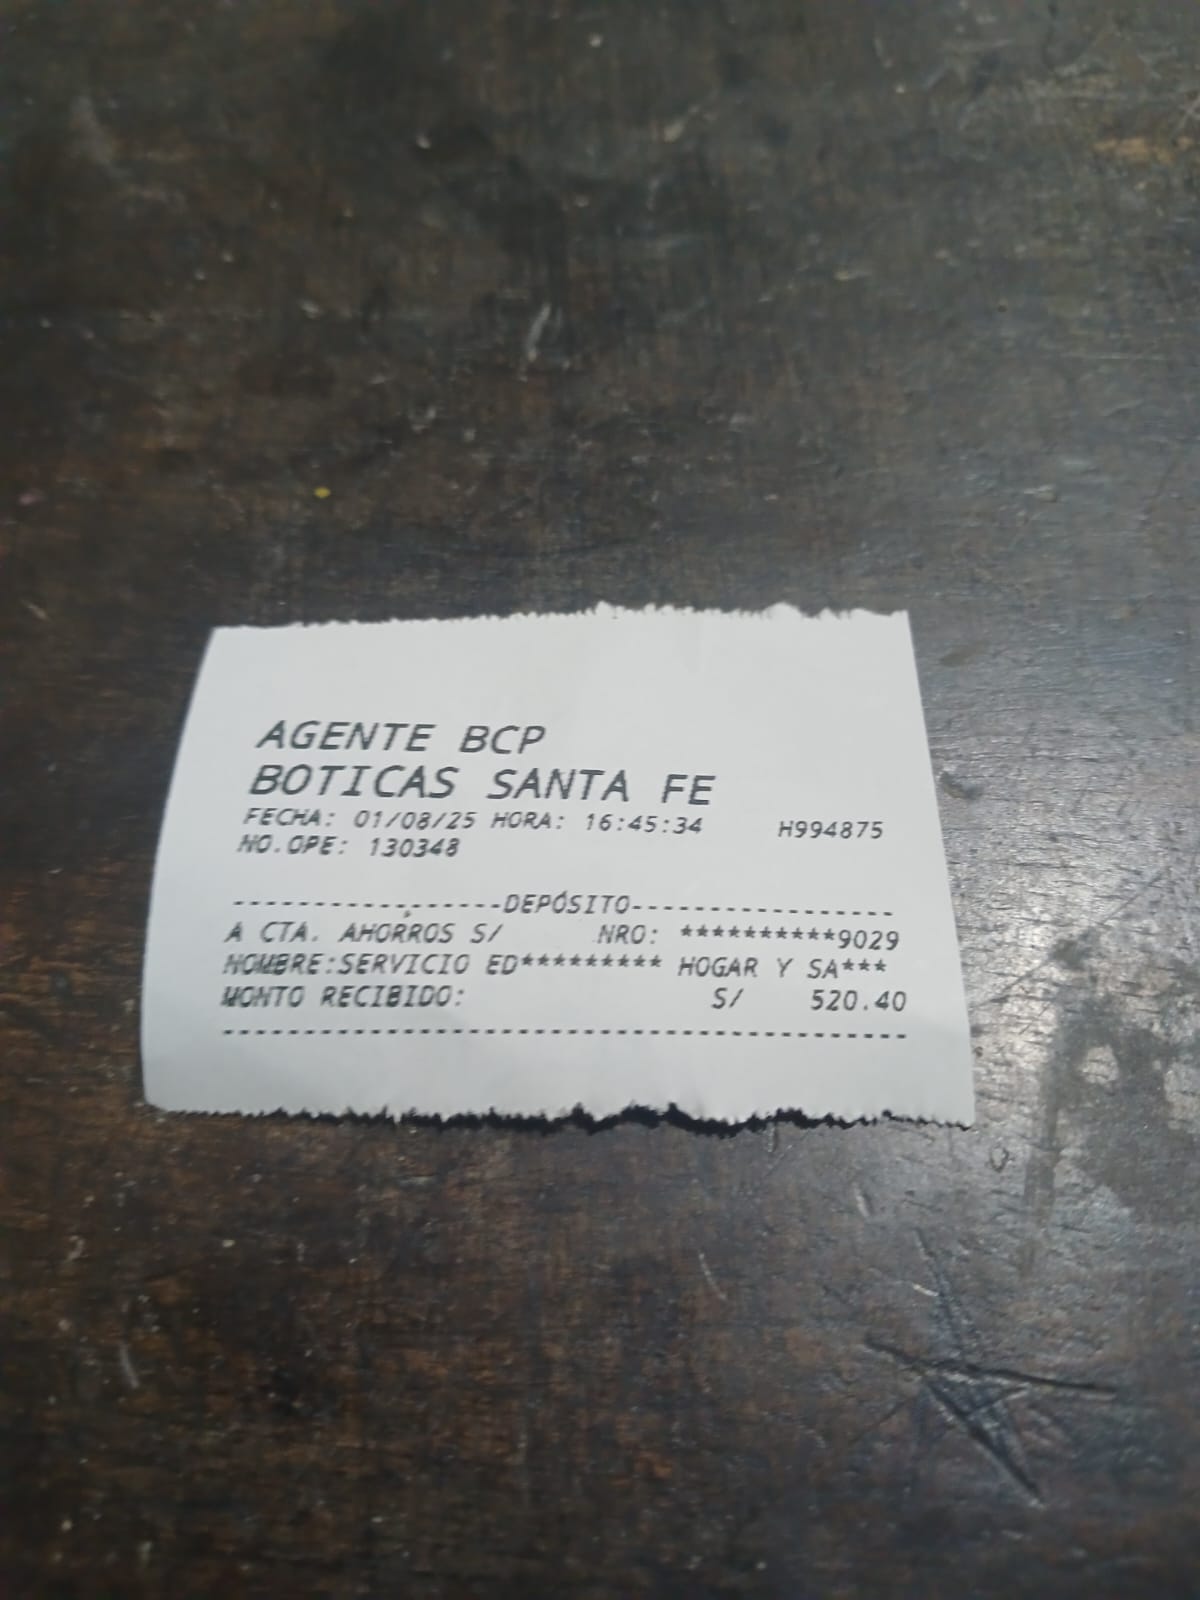 AGENTE BCP
BOTICAS SANTA FE
FECHA: 01/08/25 HORA: 16:45:34 H994875
NO.OPE: 130348
-----------------DEPÓSITO-----------------
A CTA. AHORROS S/ NRO: **********9029
NOMBRE:SERVICIO ED********* HOGAR Y SA***
MONTO RECIBIDO: S/ 520.40
-------------------------------------------